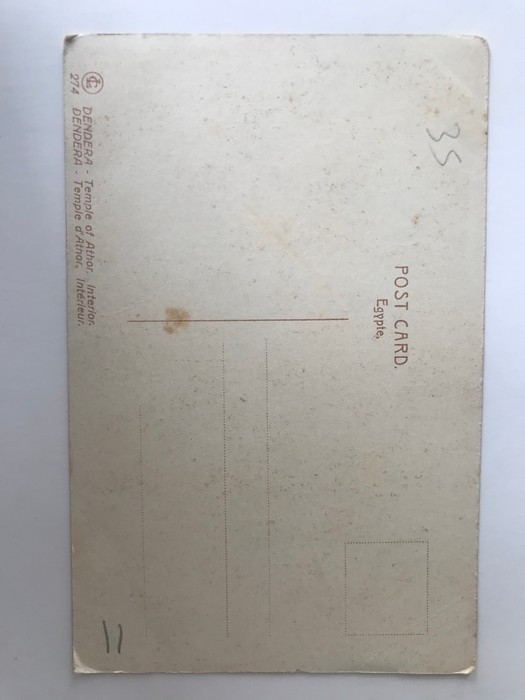 35
POST CARD.
Egypte,
DENDERA - Temple of Athor. Interior.
274 DENDERA - Temple d'Athor. Intérieur.
11